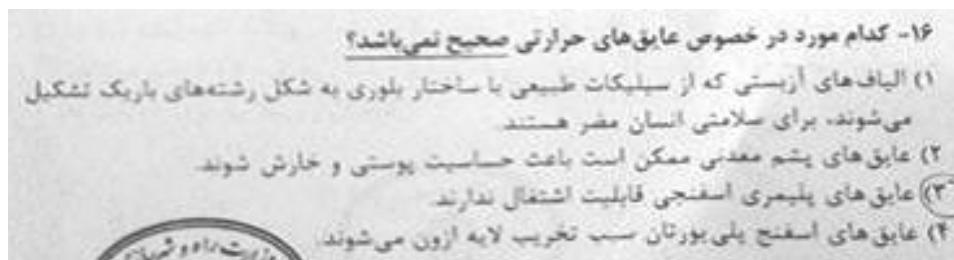 ۱۶- کدام مورد در خصوص عایق‌های حرارتی صحیح نمی‌باشد؟
۱) الیاف‌های آزبستی که از سیلیکات طبیعی با ساختار بلوری به شکل رشته‌های باریک تشکیل
می‌شوند، برای سلامتی انسان مضر هستند.
۲) عایق‌های پشم معدنی ممکن است باعث حساسیت پوستی و خارش شوند.
۳) عایق‌های پلیمری اسفنجی قابلیت اشتعال ندارند.
۴) عایق‌های اسفنج پلی‌یورتان سبب تخریب لایه ازون می‌شوند.
وزارت راه و شهرسازی